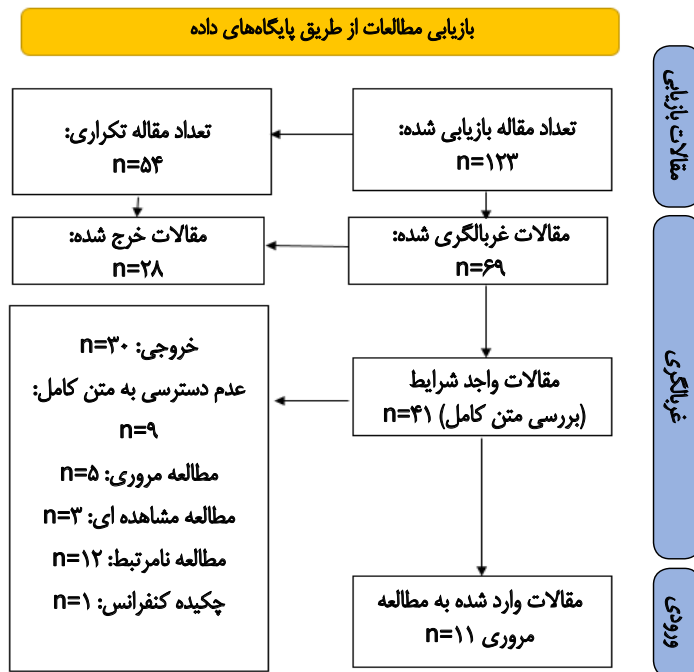 بازیابی مطالعات از طریق پایگاه‌های داده
مقالات بازیابی
تعداد مقاله بازیابی شده:
n=۱۲۳
تعداد مقاله تکراری:
n=۵۴
غربالگری
مقالات غربالگری شده:
n=۶۹
مقالات خرج شده:
n=۲۸
مقالات واجد شرایط
(بررسی متن کامل) n=۴۱
خروجی: n=۳۰
عدم دسترسی به متن کامل:
n=۹
مطالعه مروری: n=۵
مطالعه مشاهده ای: n=۳
مطالعه نامرتبط: n=۱۲
چکیده کنفرانس: n=۱
ورودی
مقالات وارد شده به مطالعه
مروری n=۱۱